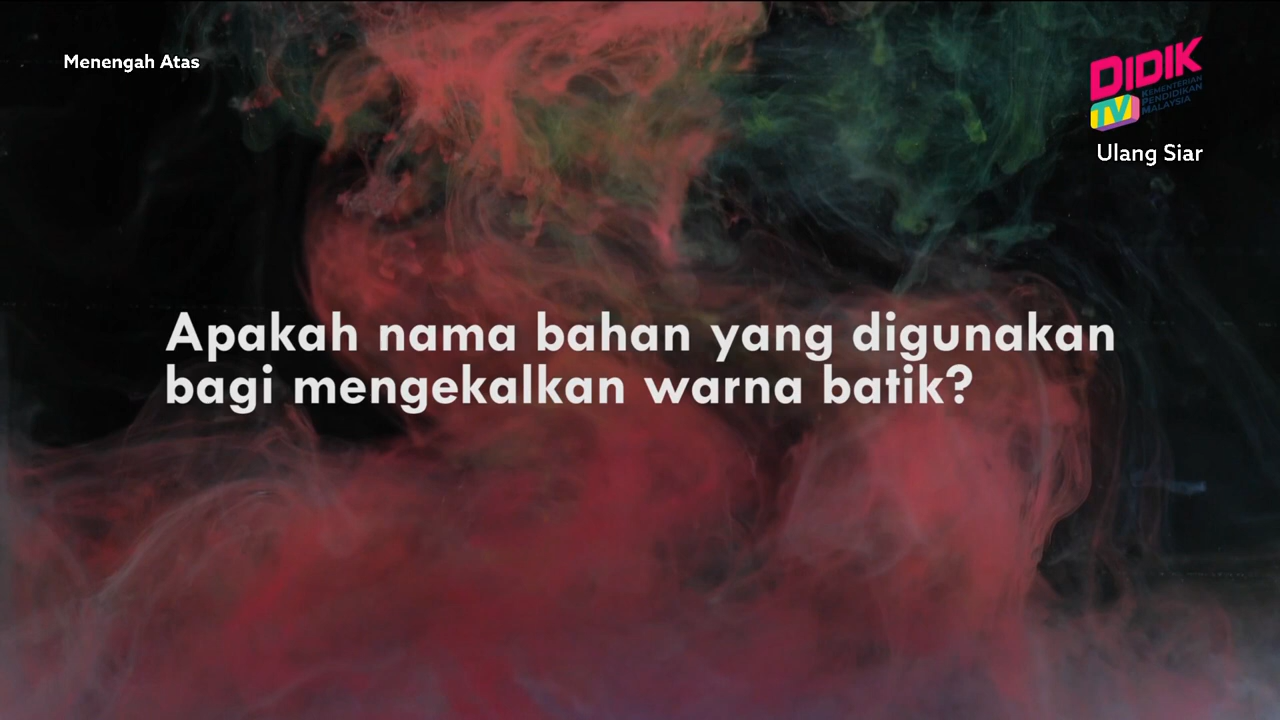 Menengah Atas
DIDIK
TV
KEMENTERIAN
PENDIDIKAN
MALAYSIA
Ulang Siar
Apakah nama bahan yang digunakan
bagi mengekalkan warna batik?